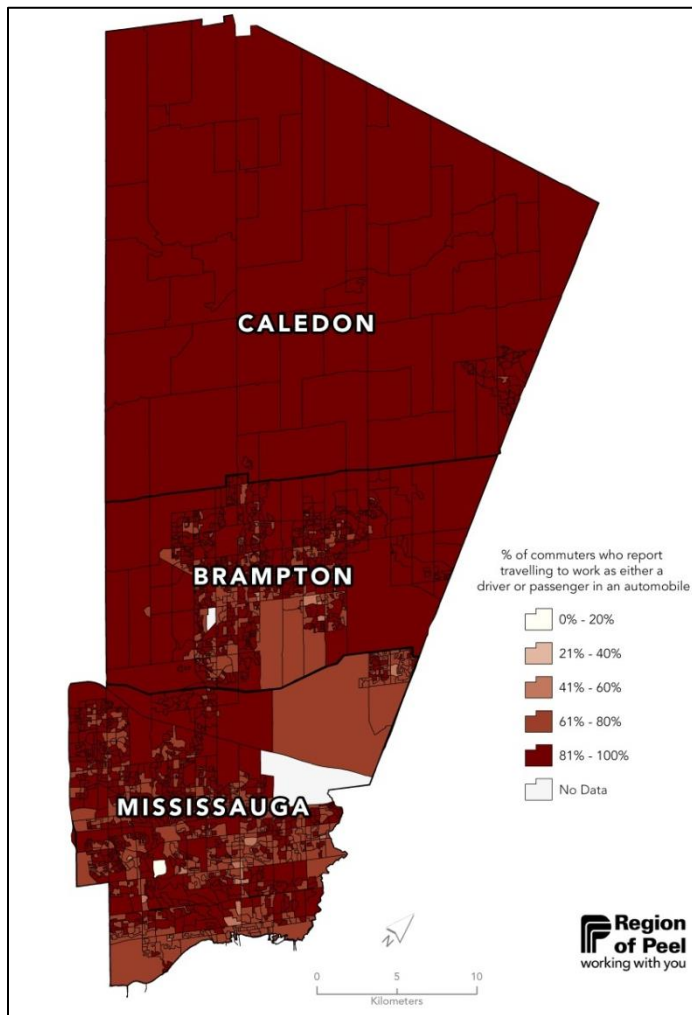 CALEDON
BRAMPTON
MISSISSAUGA
% of commuters who report
travelling to work as either a
driver or passenger in an automobile
0% - 20%
21% - 40%
41% - 60%
61% - 80%
81% - 100%
No Data
N
0 5 10
Kilometers
Region
of Peel
working with you